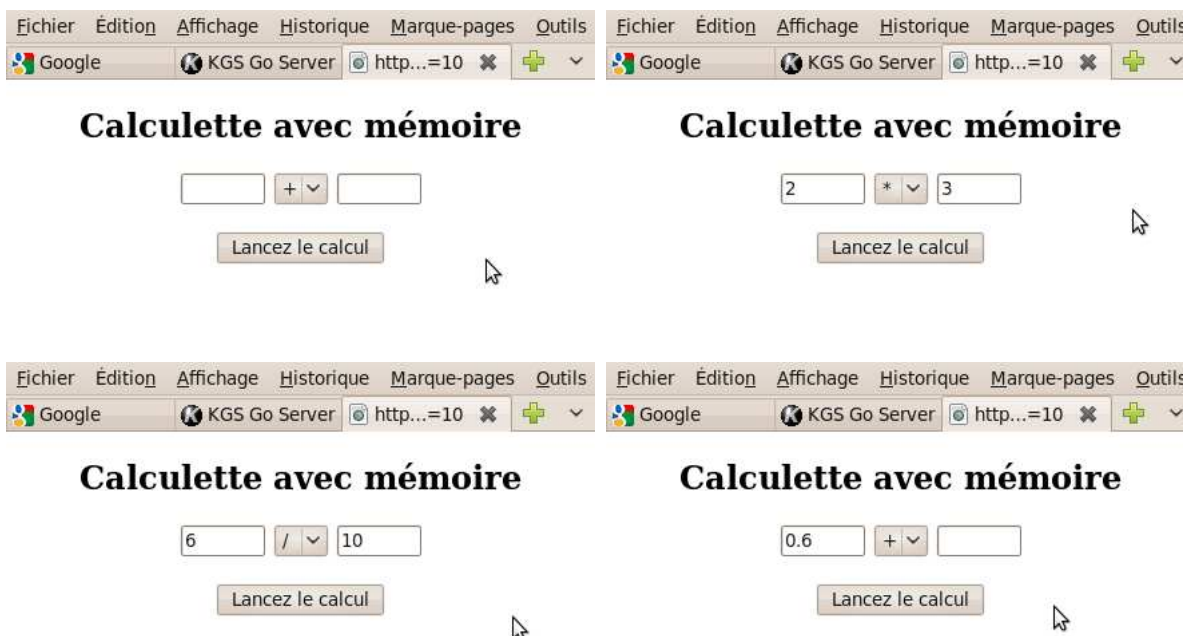 Fichier Édition Affichage Historique Marque-pages Outils
Google KGS Go Server http...=10
Calculette avec mémoire
+
Lancez le calcul
Fichier Édition Affichage Historique Marque-pages Outils
Google KGS Go Server http...=10
Calculette avec mémoire
2 * 3
Lancez le calcul
Fichier Édition Affichage Historique Marque-pages Outils
Google KGS Go Server http...=10
Calculette avec mémoire
6 / 10
Lancez le calcul
Fichier Édition Affichage Historique Marque-pages Outils
Google KGS Go Server http...=10
Calculette avec mémoire
0.6 +
Lancez le calcul